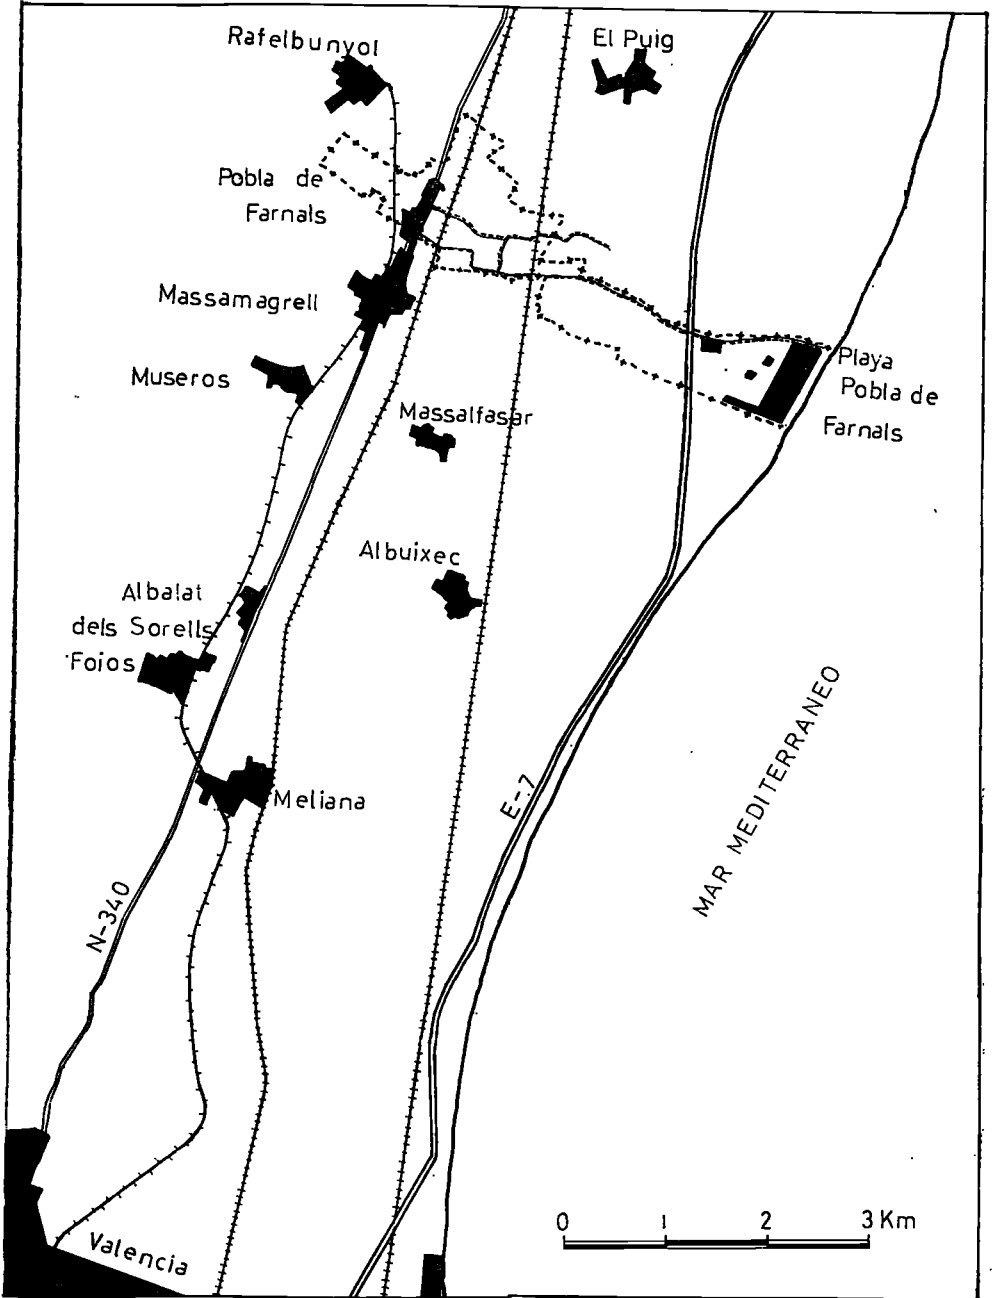 Rafelbunyol
El Puig
Pobla de
Farnals
Massamagrell
Museros
Massalfasar
Playa
Pobla de
Farnals
Albuixec
Albalat
dels Sorells
Foios
Meliana
E-7
N-340
MAR MEDITERRANEO
Valencia
0 1 2 3 Km